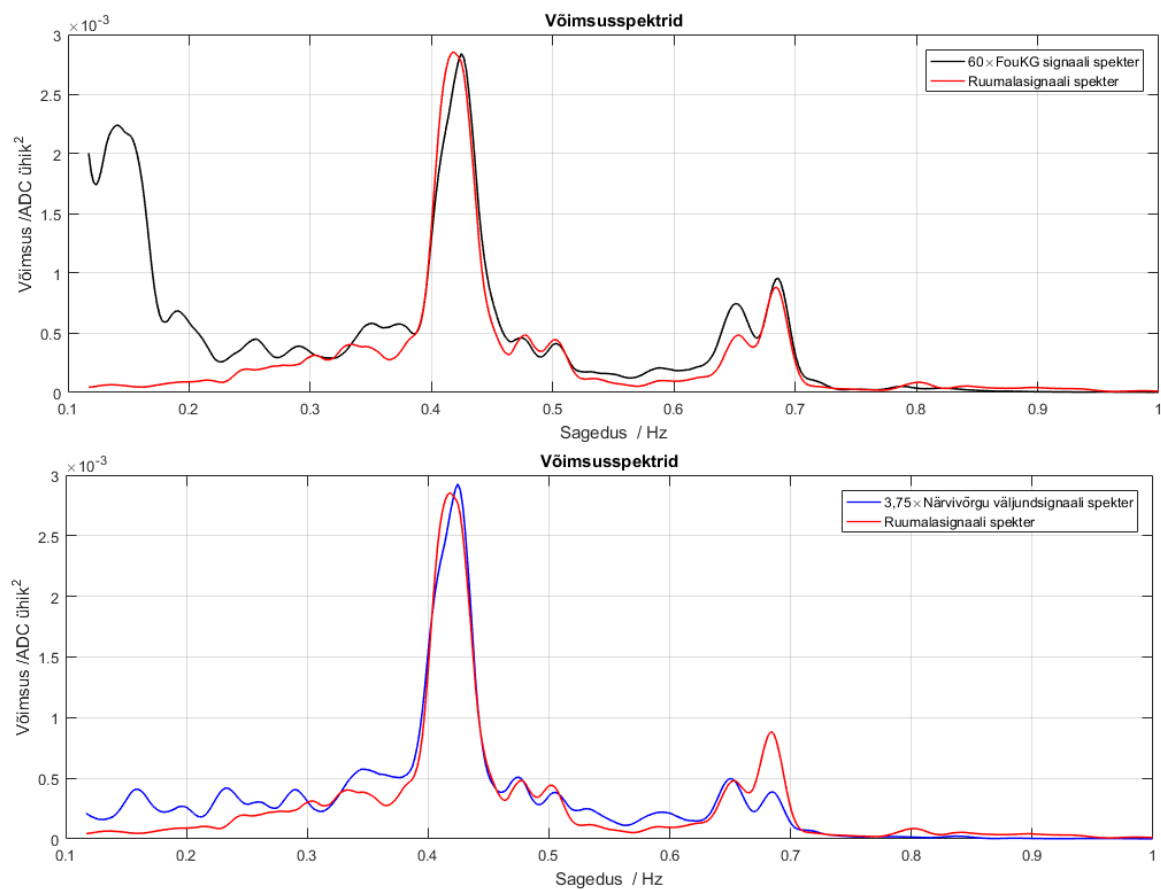 Võimsusspektrid
×10-3
3
2.5
2
1.5
1
0.5
0
Võimsus /ADC ühik2
60×FouKG signaali spekter
Ruumalasignaali spekter
0.1 0.2 0.3 0.4 0.5 0.6 0.7 0.8 0.9 1
Sagedus / Hz
Võimsusspektrid
×10-3
3
2.5
2
1.5
1
0.5
0
Võimsus /ADC ühik2
3,75×Närvivõrgu väljundsignaali spekter
Ruumalasignaali spekter
0.1 0.2 0.3 0.4 0.5 0.6 0.7 0.8 0.9 1
Sagedus / Hz